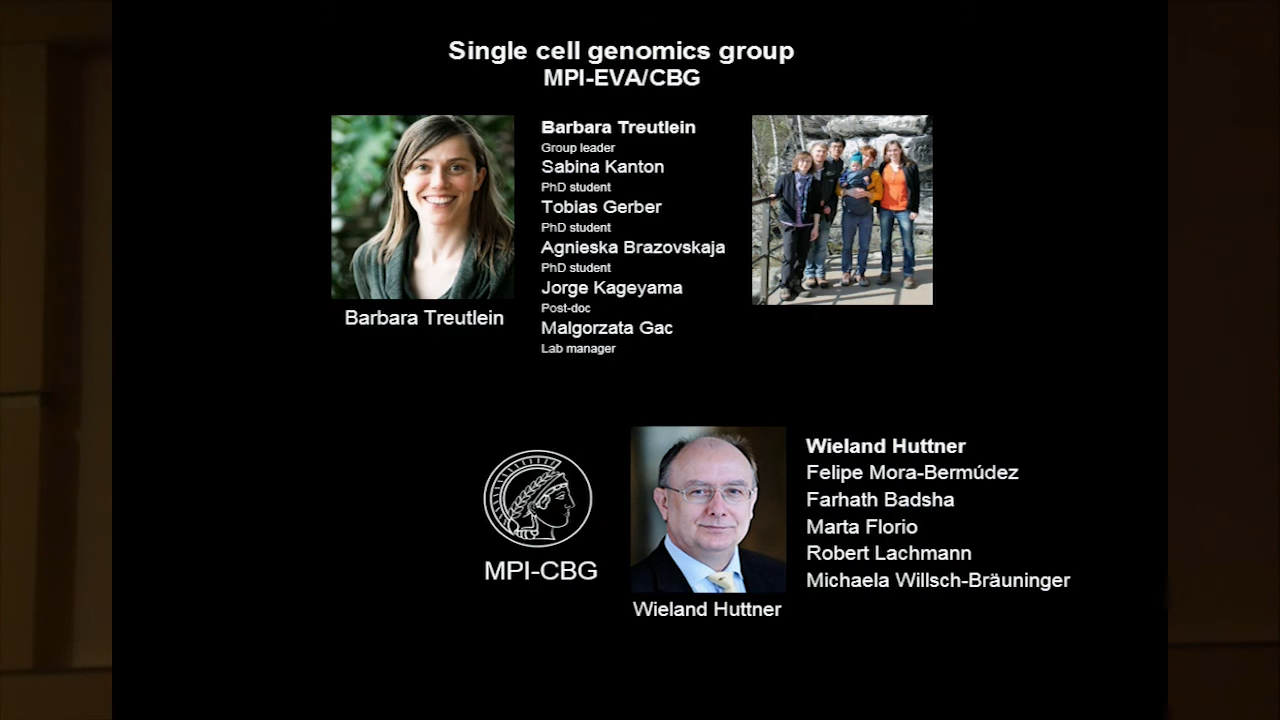 Single cell genomics group
MPI-EVA/CBG
Barbara Treutlein
Barbara Treutlein
Group leader
Sabina Kanton
PhD student
Tobias Gerber
PhD student
Agnieska Brazovskaja
PhD student
Jorge Kageyama
Post-doc
Malgorzata Gac
Lab manager
MPI-CBG
Wieland Huttner
Wieland Huttner
Felipe Mora-Bermúdez
Farhath Badsha
Marta Florio
Robert Lachmann
Michaela Willsch-Bräuninger